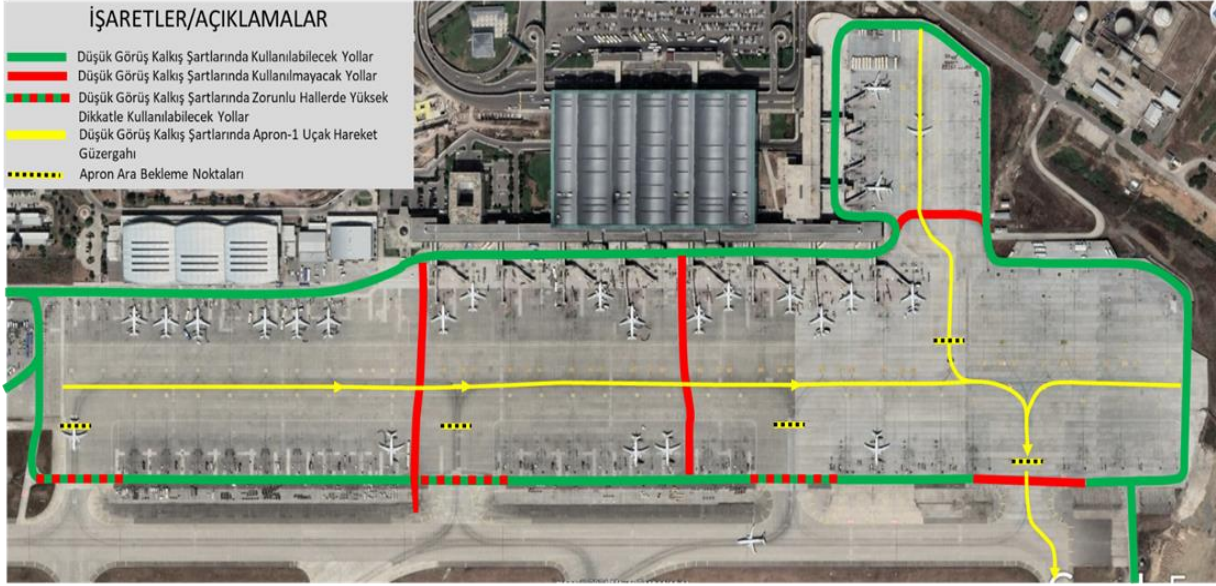 İŞARETLER/AÇIKLAMALAR
Düşük Görüş Kalkış Şartlarında Kullanılabilecek Yollar
Düşük Görüş Kalkış Şartlarında Kullanılmayacak Yollar
Düşük Görüş Kalkış Şartlarında Zorunlu Hallerde Yüksek
Dikkatle Kullanılabilecek Yollar
Düşük Görüş Kalkış Şartlarında Apron-1 Uçak Hareket
Güzergahı
Apron Ara Bekleme Noktaları